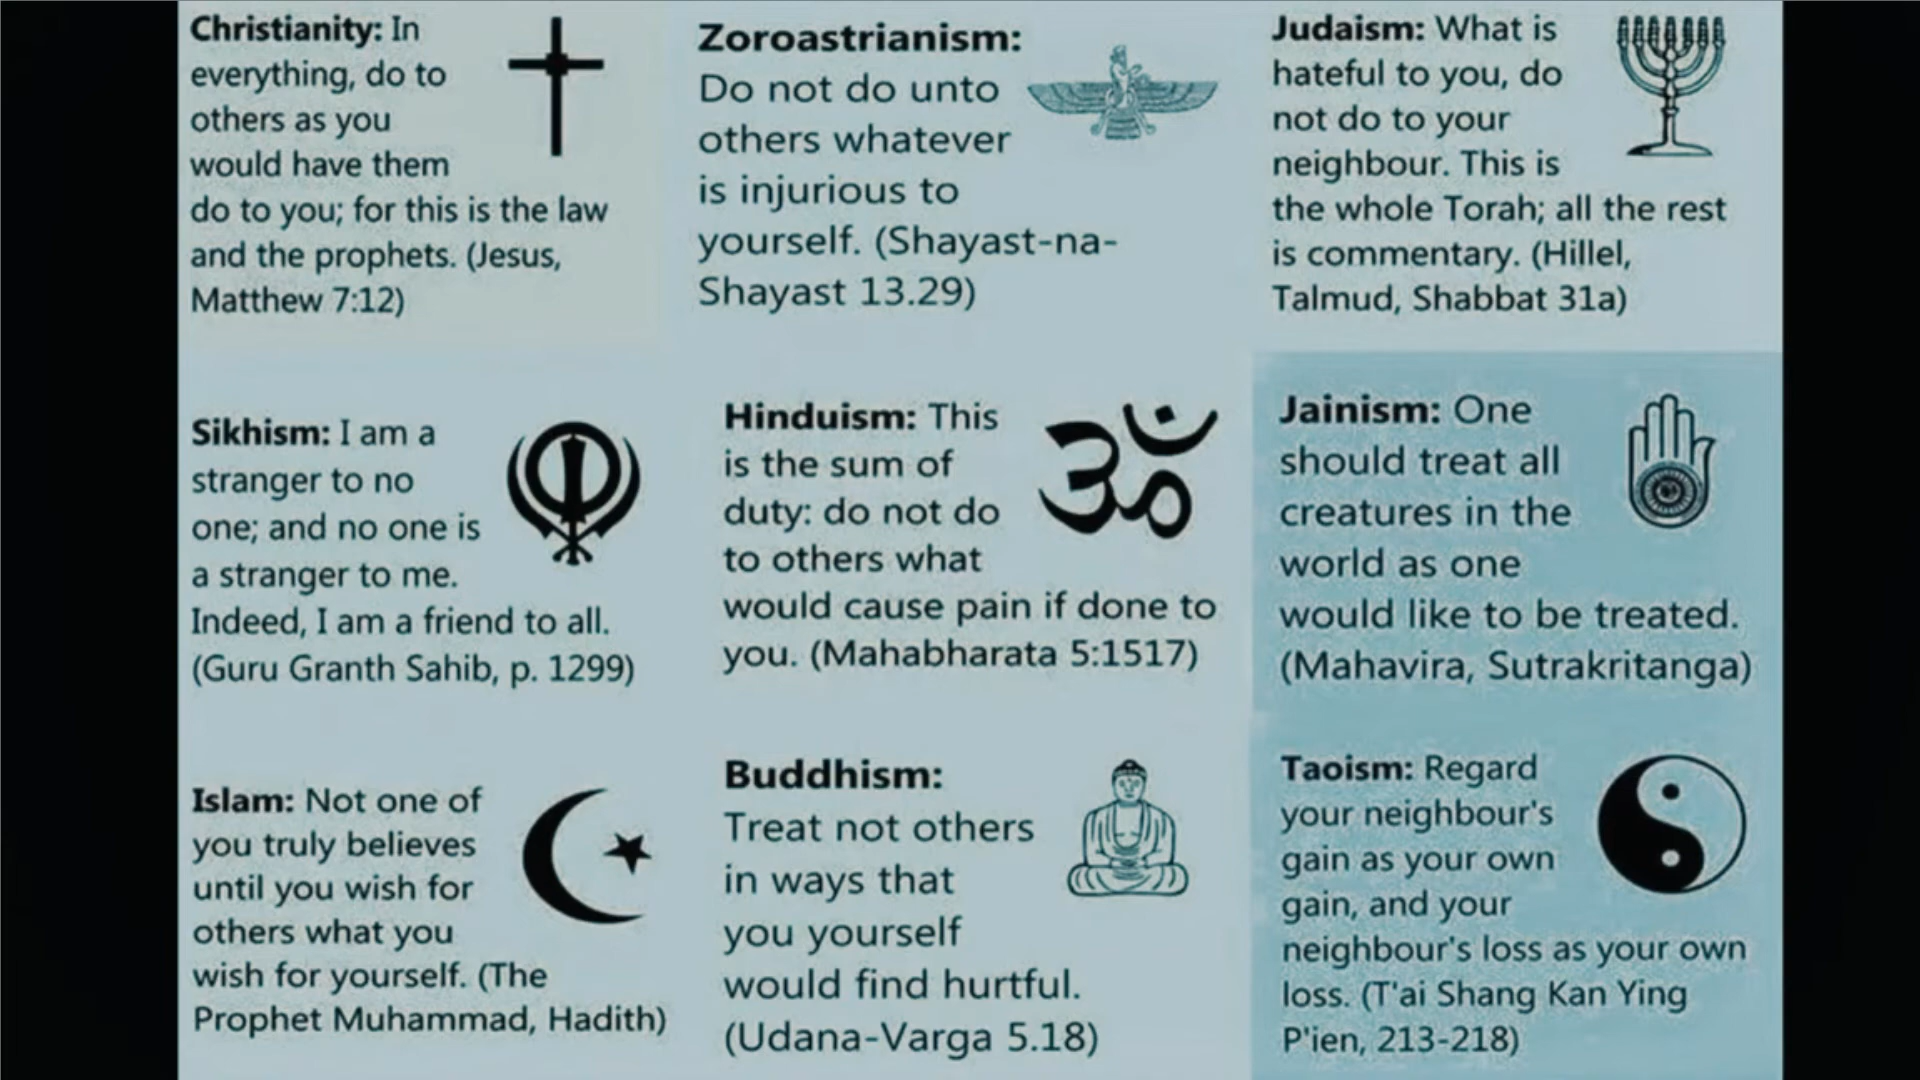 Christianity: In
everything, do to
others as you
would have them
do to you; for this is the law
and the prophets. (Jesus,
Matthew 7:12)
Zoroastrianism:
Do not do unto
others whatever
is injurious to
yourself. (Shayast-na-
Shayast 13.29)
Judaism: What is
hateful to you, do
not do to your
neighbour. This is
the whole Torah; all the rest
is commentary. (Hillel,
Talmud, Shabbat 31a)
Sikhism: I am a
stranger to no
one; and no one is
a stranger to me.
Indeed, I am a friend to all.
(Guru Granth Sahib, p. 1299)
Hinduism: This
is the sum of
duty: do not do
to others what
would cause pain if done to
you. (Mahabharata 5:1517)
Jainism: One
should treat all
creatures in the
world as one
would like to be treated.
(Mahavira, Sutrakritanga)
Islam: Not one of
you truly believes
until you wish for
others what you
wish for yourself. (The
Prophet Muhammad, Hadith)
Buddhism:
Treat not others
in ways that
you yourself
would find hurtful.
(Udana-Varga 5.18)
Taoism: Regard
your neighbour's
gain as your own
gain, and your
neighbour's loss as your own
loss. (T'ai Shang Kan Ying
P'ien, 213-218)